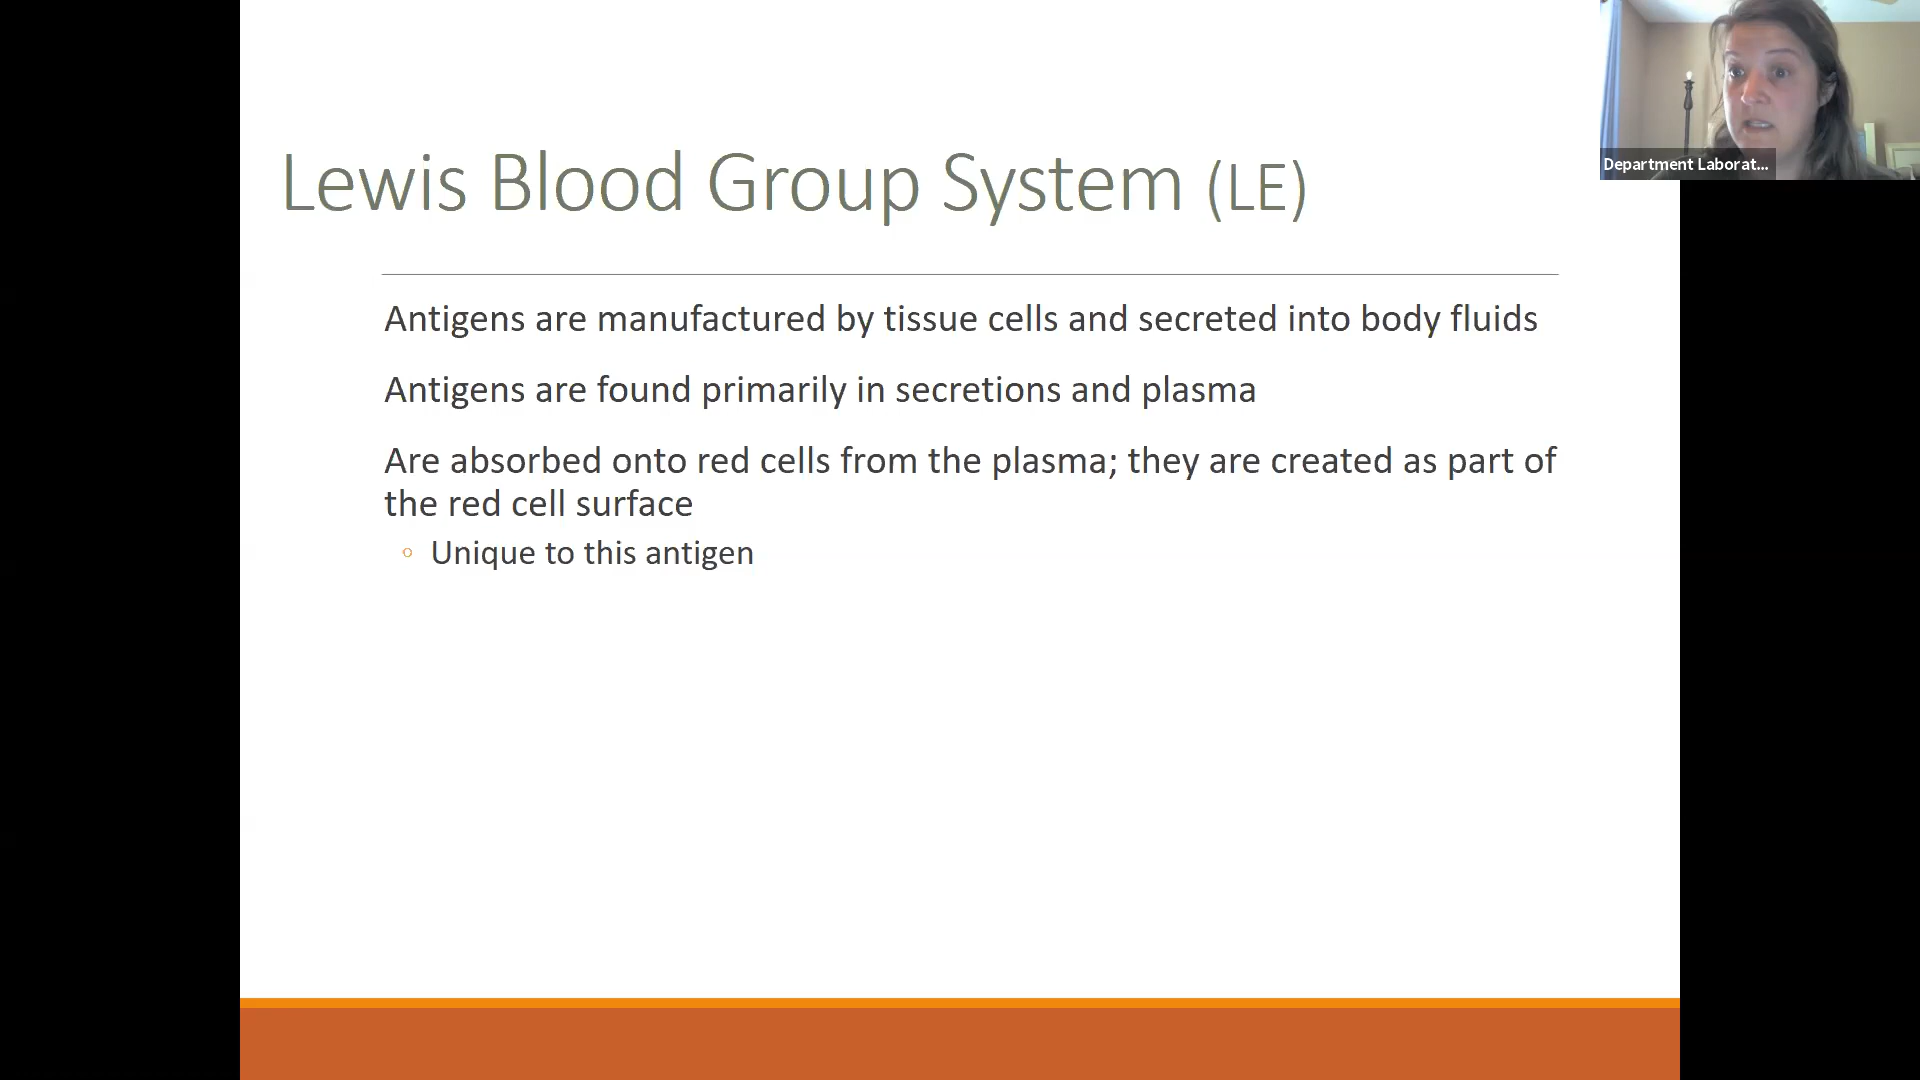 Department Laborat...
Lewis Blood Group System (LE)
Antigens are manufactured by tissue cells and secreted into body fluids
Antigens are found primarily in secretions and plasma
Are absorbed onto red cells from the plasma; they are created as part of
the red cell surface
◦ Unique to this antigen